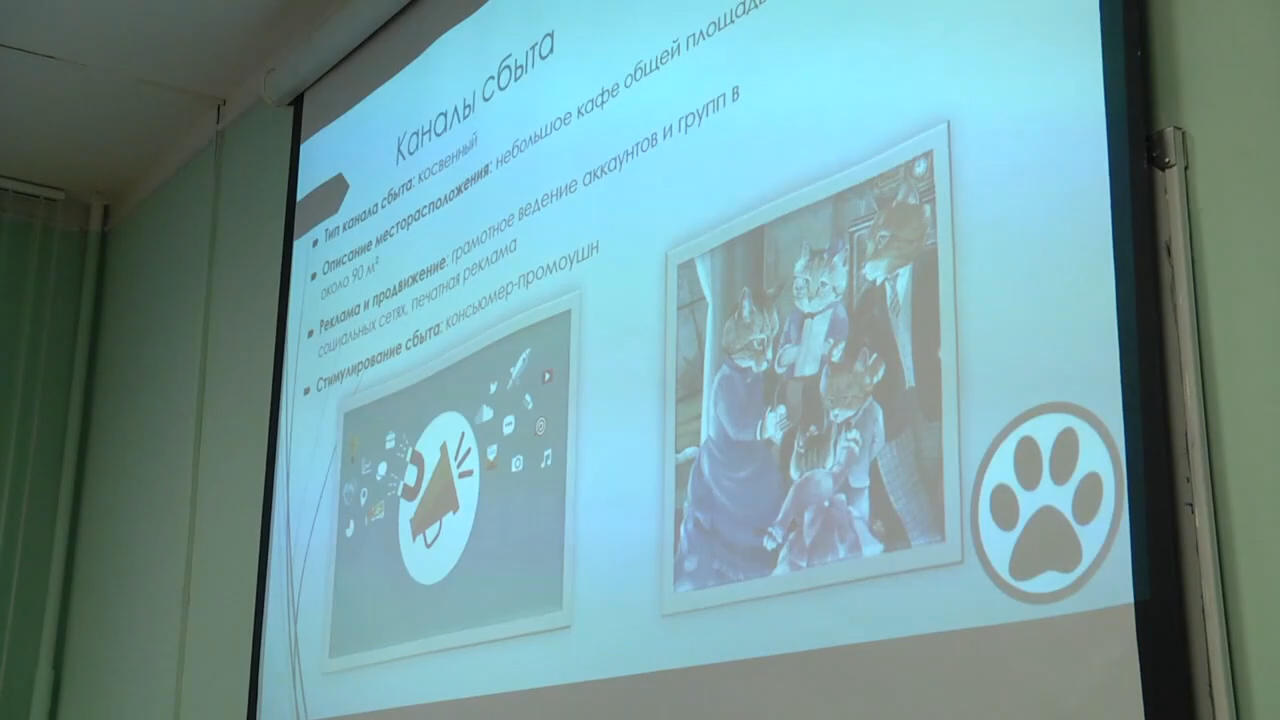 Каналы сбыта
Тип канала сбыта: косвенный
Описание месторасположения: небольшое кафе общей площадью
около 90 м²
Реклама и продвижение: грамотное ведение аккаунтов и групп в
социальных сетях, печатная реклама
Стимулирование сбыта: консьюмер-промоушн